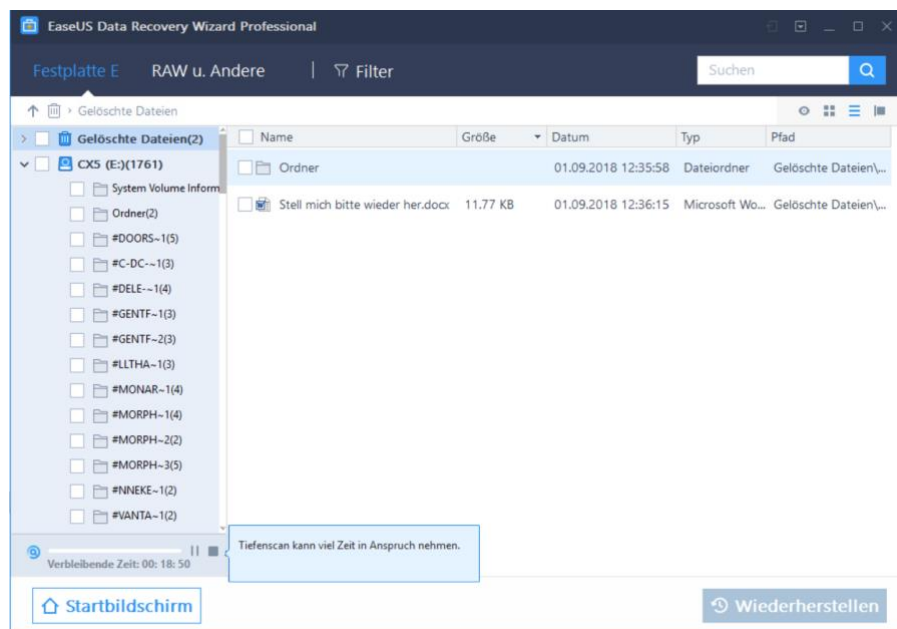 EaseUS Data Recovery Wizard Professional
Festplatte E RAW u. Andere | Filter Suchen
Gelöschte Dateien
Gelöschte Dateien(2)
CX5 (E:)(1761)
System Volume Inform
Ordner(2)
#DOORS~1(5)
#C-DC-~1(3)
#DELE-~1(4)
#GENTF~1(3)
#GENTF~2(3)
#LLTHA~1(3)
#MONAR~1(4)
#MORPH~1(4)
#MORPH~2(2)
#MORPH~3(5)
#NNEKE~1(2)
#VANTA~1(2)
Name Größe Datum Typ Pfad
Ordner 01.09.2018 12:35:58 Dateiordner Gelöschte Dateien\...
Stell mich bitte wieder her.docx 11.77 KB 01.09.2018 12:36:15 Microsoft Wo... Gelöschte Dateien\...
Verbleibende Zeit: 00: 18: 50
Tiefenscan kann viel Zeit in Anspruch nehmen.
Startbildschirm Wiederherstellen